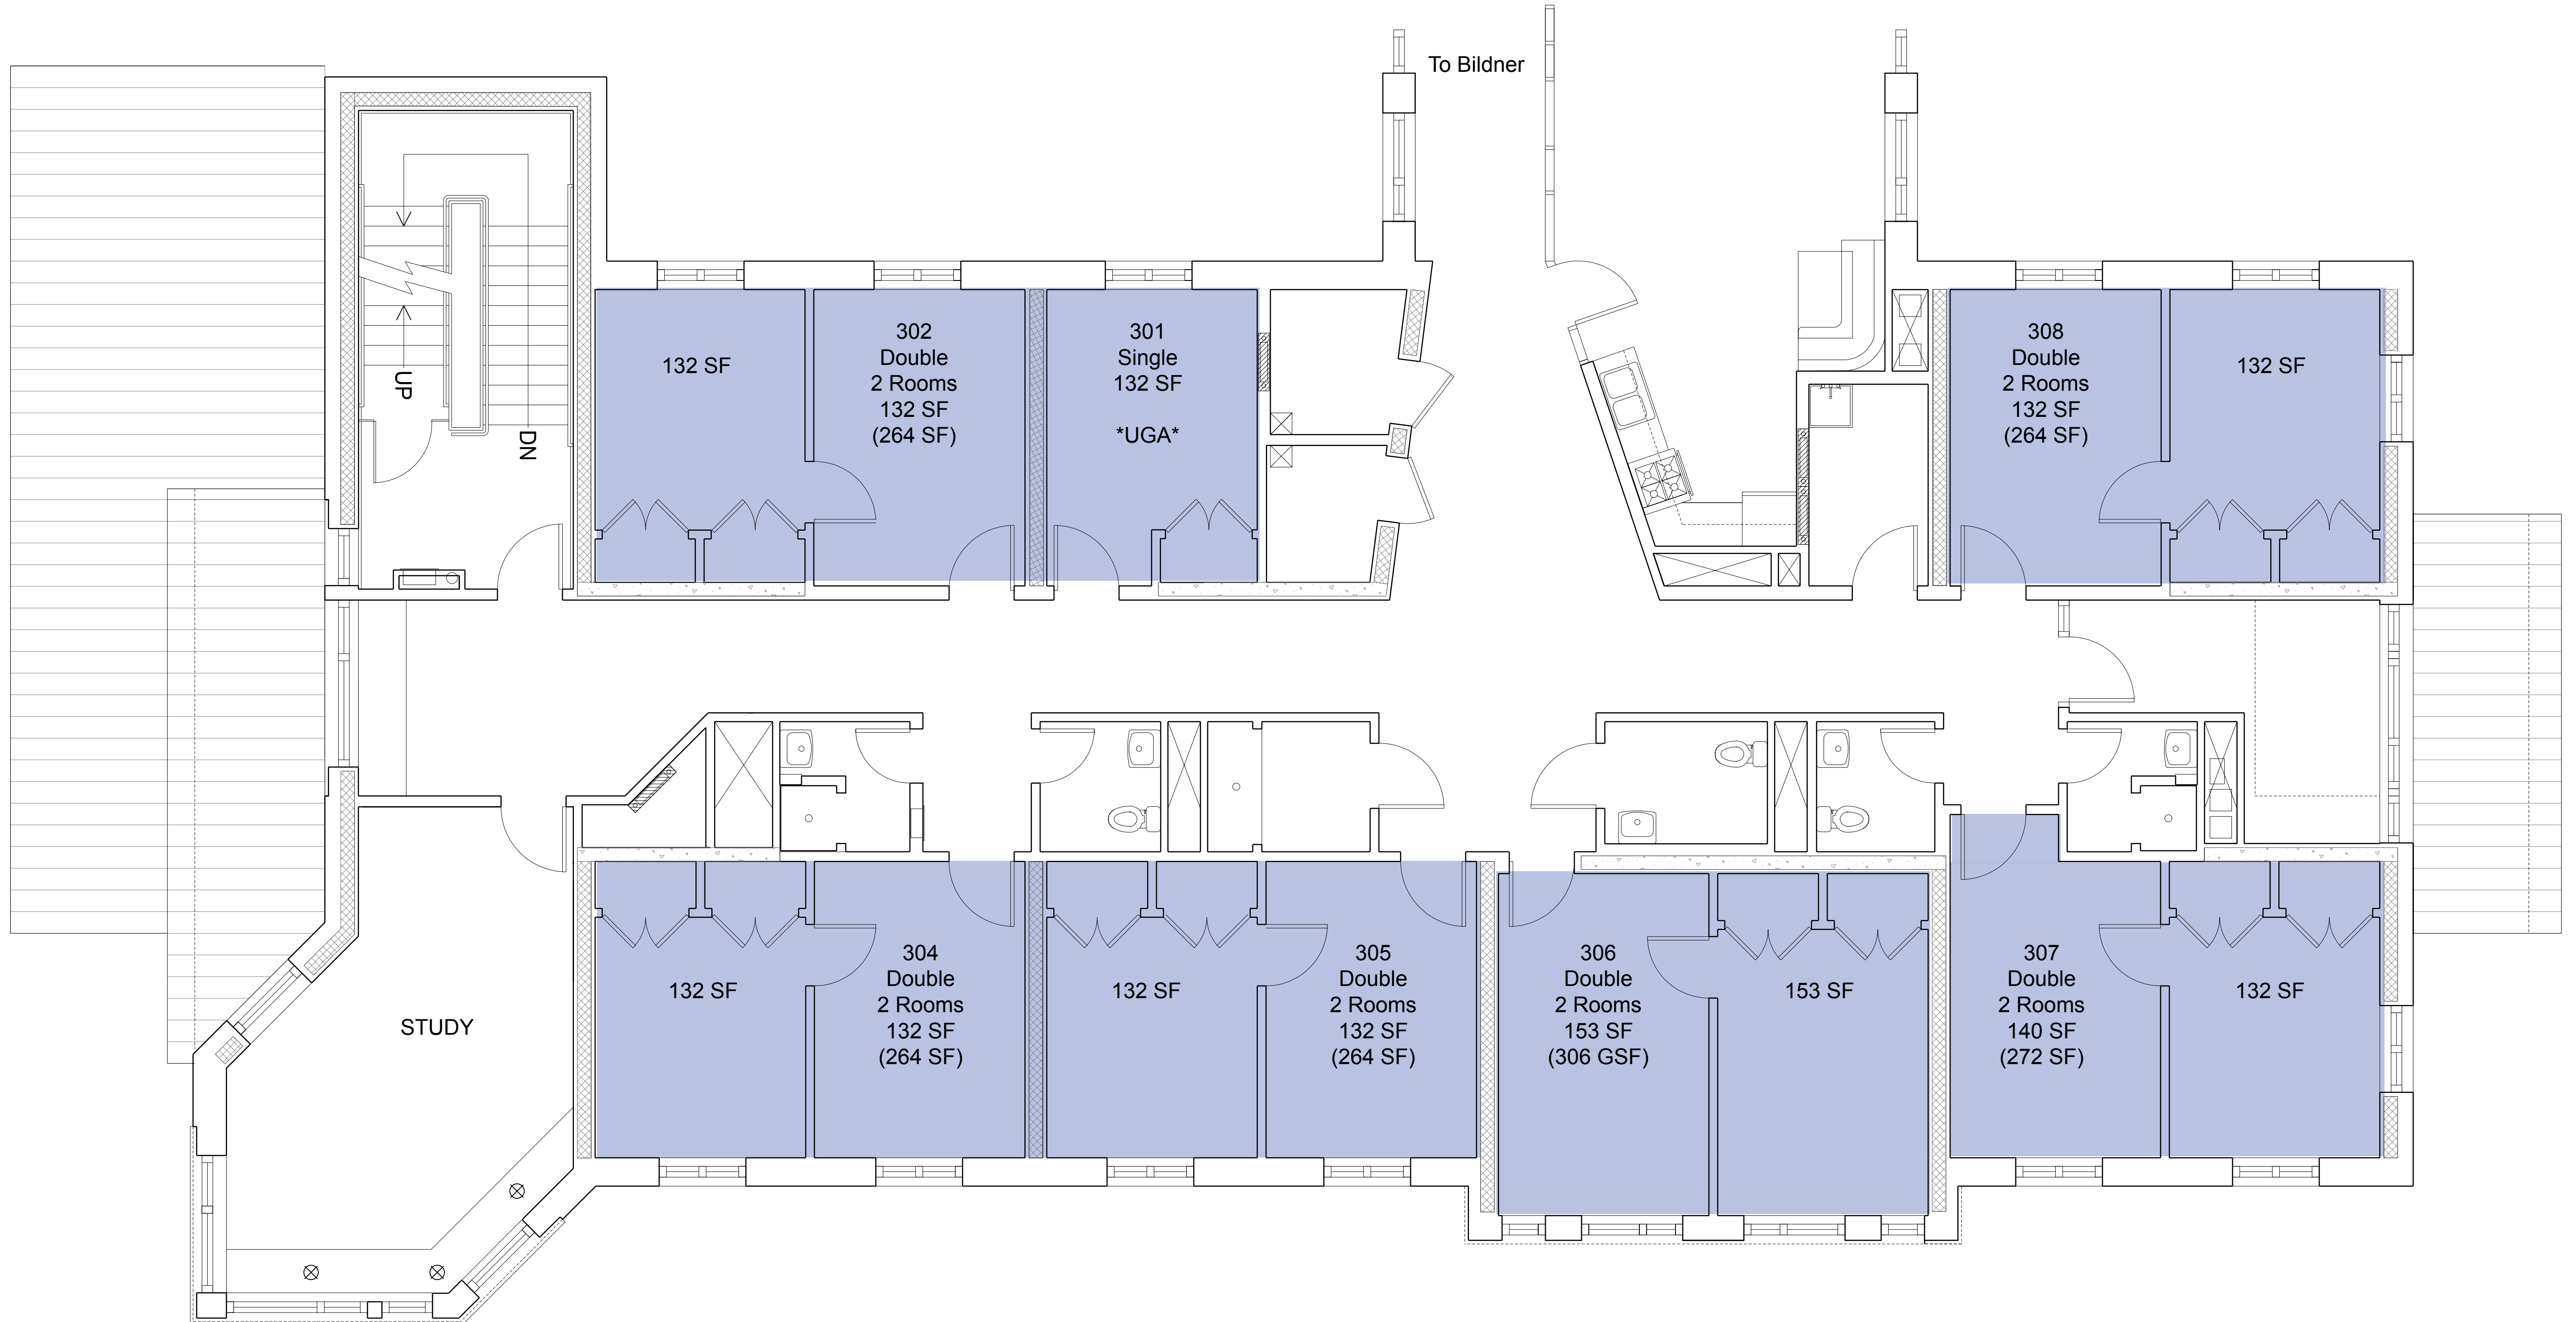 To Bildner
UP
DN
132 SF
302
Double
2 Rooms
132 SF
(264 SF)
301
Single
132 SF
*UGA*
308
Double
2 Rooms
132 SF
(264 SF)
132 SF
STUDY
132 SF
304
Double
2 Rooms
132 SF
(264 SF)
132 SF
305
Double
2 Rooms
132 SF
(264 SF)
306
Double
2 Rooms
153 SF
(306 GSF)
153 SF
307
Double
2 Rooms
140 SF
(272 SF)
132 SF